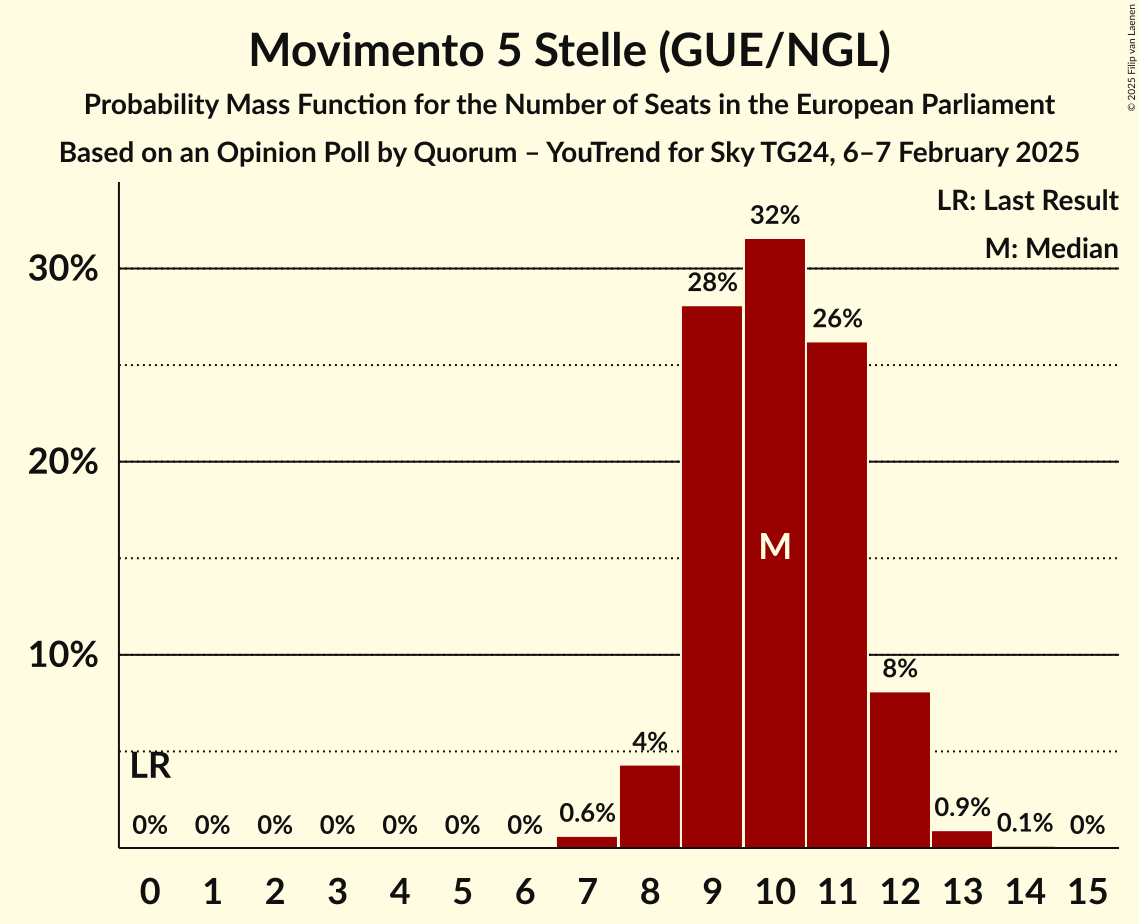 Movimento 5 Stelle (GUE/NGL)
Probability Mass Function for the Number of Seats in the European Parliament
Based on an Opinion Poll by Quorum – YouTrend for Sky TG24, 6–7 February 2025
© 2025 Filip van Laenen
LR: Last Result
M: Median
30%
20%
10%
32%
28%
26%
M
8%
4%
LR
0% 0% 0% 0% 0% 0% 0% 0.6% 0.9% 0.1% 0%
0 1 2 3 4 5 6 7 8 9 10 11 12 13 14 15